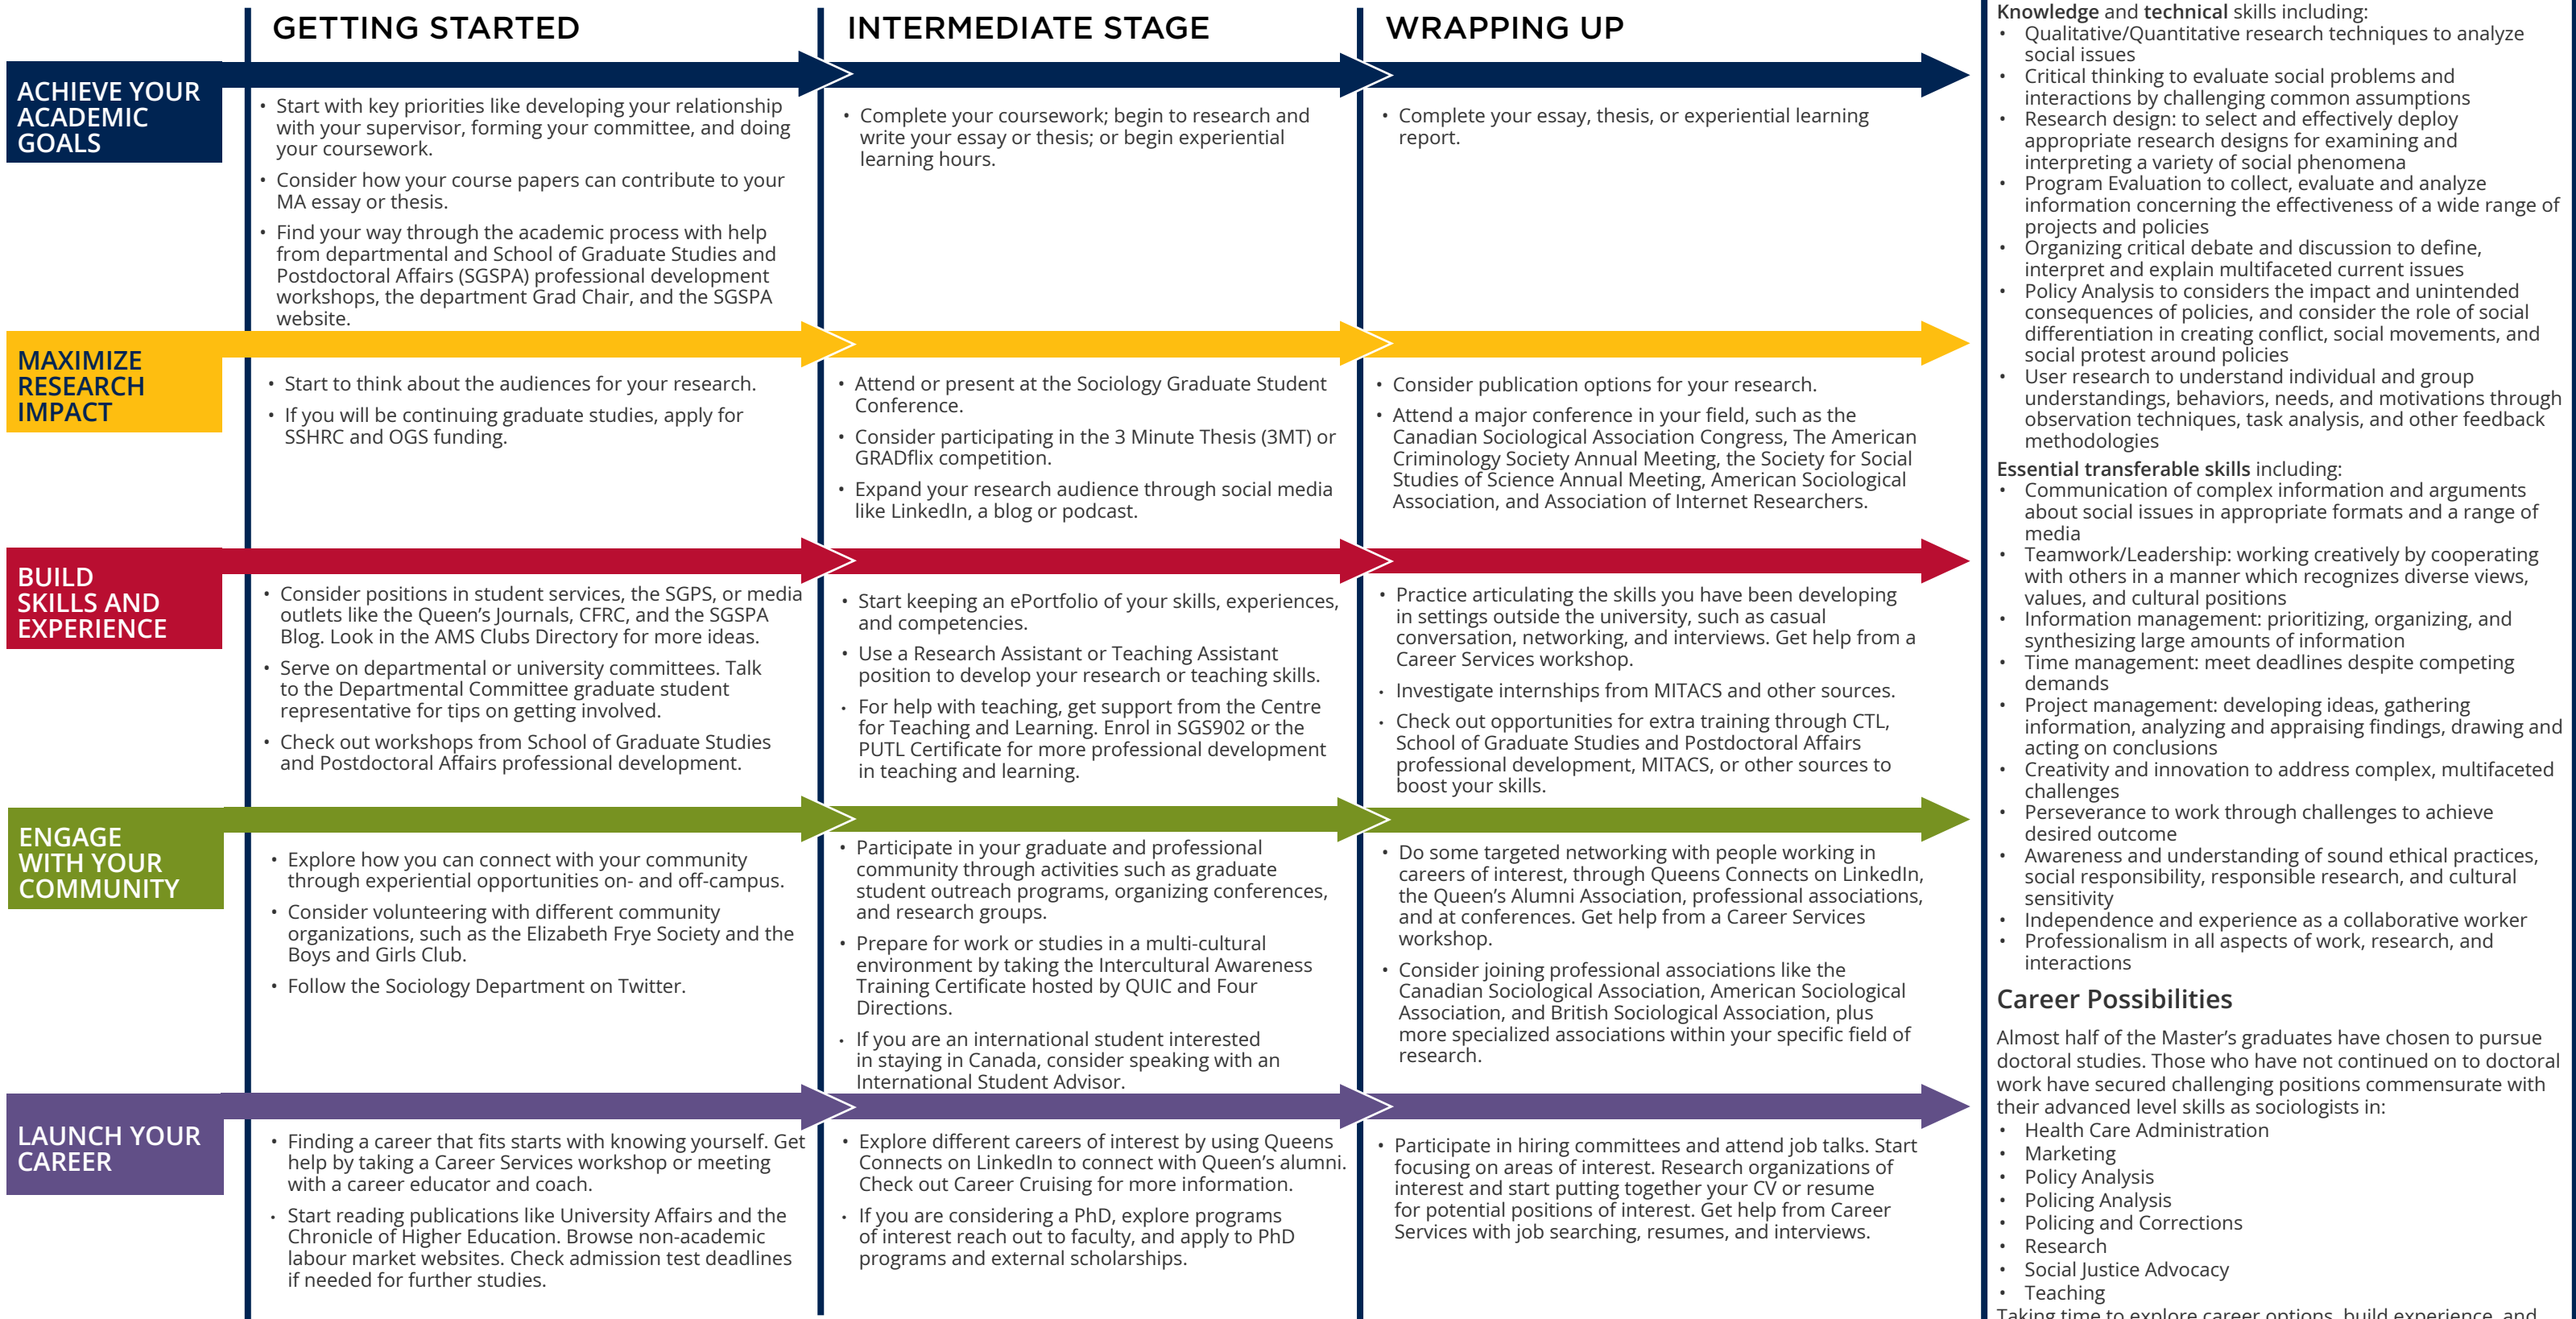 GETTING STARTED
INTERMEDIATE STAGE
WRAPPING UP
ACHIEVE YOUR
ACADEMIC
GOALS
• Start with key priorities like developing your relationship
with your supervisor, forming your committee, and doing
your coursework.
• Consider how your course papers can contribute to your
MA essay or thesis.
• Find your way through the academic process with help
from departmental and School of Graduate Studies and
Postdoctoral Affairs (SGSPA) professional development
workshops, the department Grad Chair, and the SGSPA
website.
• Complete your coursework; begin to research and
write your essay or thesis; or begin experiential
learning hours.
• Complete your essay, thesis, or experiential learning
report.
MAXIMIZE
RESEARCH
IMPACT
• Start to think about the audiences for your research.
• If you will be continuing graduate studies, apply for
SSHRC and OGS funding.
• Attend or present at the Sociology Graduate Student
Conference.
• Consider participating in the 3 Minute Thesis (3MT) or
GRADflix competition.
• Expand your research audience through social media
like LinkedIn, a blog or podcast.
• Consider publication options for your research.
• Attend a major conference in your field, such as the
Canadian Sociological Association Congress, The American
Criminology Society Annual Meeting, the Society for Social
Studies of Science Annual Meeting, American Sociological
Association, and Association of Internet Researchers.
BUILD
SKILLS AND
EXPERIENCE
• Consider positions in student services, the SGPS, or media
outlets like the Queen's Journals, CFRC, and the SGSPA
Blog. Look in the AMS Clubs Directory for more ideas.
• Serve on departmental or university committees. Talk
to the Departmental Committee graduate student
representative for tips on getting involved.
• Check out workshops from School of Graduate Studies
and Postdoctoral Affairs professional development.
• Start keeping an ePortfolio of your skills, experiences,
and competencies.
• Use a Research Assistant or Teaching Assistant
position to develop your research or teaching skills.
• For help with teaching, get support from the Centre
for Teaching and Learning. Enrol in SGS902 or the
PUTL Certificate for more professional development
in teaching and learning.
• Practice articulating the skills you have been developing
in settings outside the university, such as casual
conversation, networking, and interviews. Get help from a
Career Services workshop.
• Investigate internships from MITACS and other sources.
• Check out opportunities for extra training through CTL,
School of Graduate Studies and Postdoctoral Affairs
professional development, MITACS, or other sources to
boost your skills.
ENGAGE
WITH YOUR
COMMUNITY
• Explore how you can connect with your community
through experiential opportunities on- and off-campus.
• Consider volunteering with different community
organizations, such as the Elizabeth Frye Society and the
Boys and Girls Club.
• Follow the Sociology Department on Twitter.
• Participate in your graduate and professional
community through activities such as graduate
student outreach programs, organizing conferences,
and research groups.
• Prepare for work or studies in a multi-cultural
environment by taking the Intercultural Awareness
Training Certificate hosted by QUIC and Four
Directions.
• If you are an international student interested
in staying in Canada, consider speaking with an
International Student Advisor.
• Do some targeted networking with people working in
careers of interest, through Queens Connects on LinkedIn,
the Queen's Alumni Association, professional associations,
and at conferences. Get help from a Career Services
workshop.
• Consider joining professional associations like the
Canadian Sociological Association, American Sociological
Association, and British Sociological Association, plus
more specialized associations within your specific field of
research.
LAUNCH YOUR
CAREER
• Finding a career that fits starts with knowing yourself. Get
help by taking a Career Services workshop or meeting
with a career educator and coach.
• Start reading publications like University Affairs and the
Chronicle of Higher Education. Browse non-academic
labour market websites. Check admission test deadlines
if needed for further studies.
• Explore different careers of interest by using Queens
Connects on LinkedIn to connect with Queen's alumni.
Check out Career Cruising for more information.
• If you are considering a PhD, explore programs
of interest reach out to faculty, and apply to PhD
programs and external scholarships.
• Participate in hiring committees and attend job talks. Start
focusing on areas of interest. Research organizations of
interest and start putting together your CV or resume
for potential positions of interest. Get help from Career
Services with job searching, resumes, and interviews.
Knowledge and technical skills including:
• Qualitative/Quantitative research techniques to analyze
social issues
• Critical thinking to evaluate social problems and
interactions by challenging common assumptions
• Research design: to select and effectively deploy
appropriate research designs for examining and
interpreting a variety of social phenomena
• Program Evaluation to collect, evaluate and analyze
information concerning the effectiveness of a wide range of
projects and policies
• Organizing critical debate and discussion to define,
interpret and explain multifaceted current issues
• Policy Analysis to considers the impact and unintended
consequences of policies, and consider the role of social
differentiation in creating conflict, social movements, and
social protest around policies
• User research to understand individual and group
understandings, behaviors, needs, and motivations through
observation techniques, task analysis, and other feedback
methodologies
Essential transferable skills including:
• Communication of complex information and arguments
about social issues in appropriate formats and a range of
media
• Teamwork/Leadership: working creatively by cooperating
with others in a manner which recognizes diverse views,
values, and cultural positions
• Information management: prioritizing, organizing, and
synthesizing large amounts of information
• Time management: meet deadlines despite competing
demands
• Project management: developing ideas, gathering
information, analyzing and appraising findings, drawing and
acting on conclusions
• Creativity and innovation to address complex, multifaceted
challenges
• Perseverance to work through challenges to achieve
desired outcome
• Awareness and understanding of sound ethical practices,
social responsibility, responsible research, and cultural
sensitivity
• Independence and experience as a collaborative worker
• Professionalism in all aspects of work, research, and
interactions
Career Possibilities
Almost half of the Master's graduates have chosen to pursue
doctoral studies. Those who have not continued on to doctoral
work have secured challenging positions commensurate with
their advanced level skills as sociologists in:
• Health Care Administration
• Marketing
• Policy Analysis
• Policing Analysis
• Policing and Corrections
• Research
• Social Justice Advocacy
• Teaching
Taking time to explore career options, build experience, and